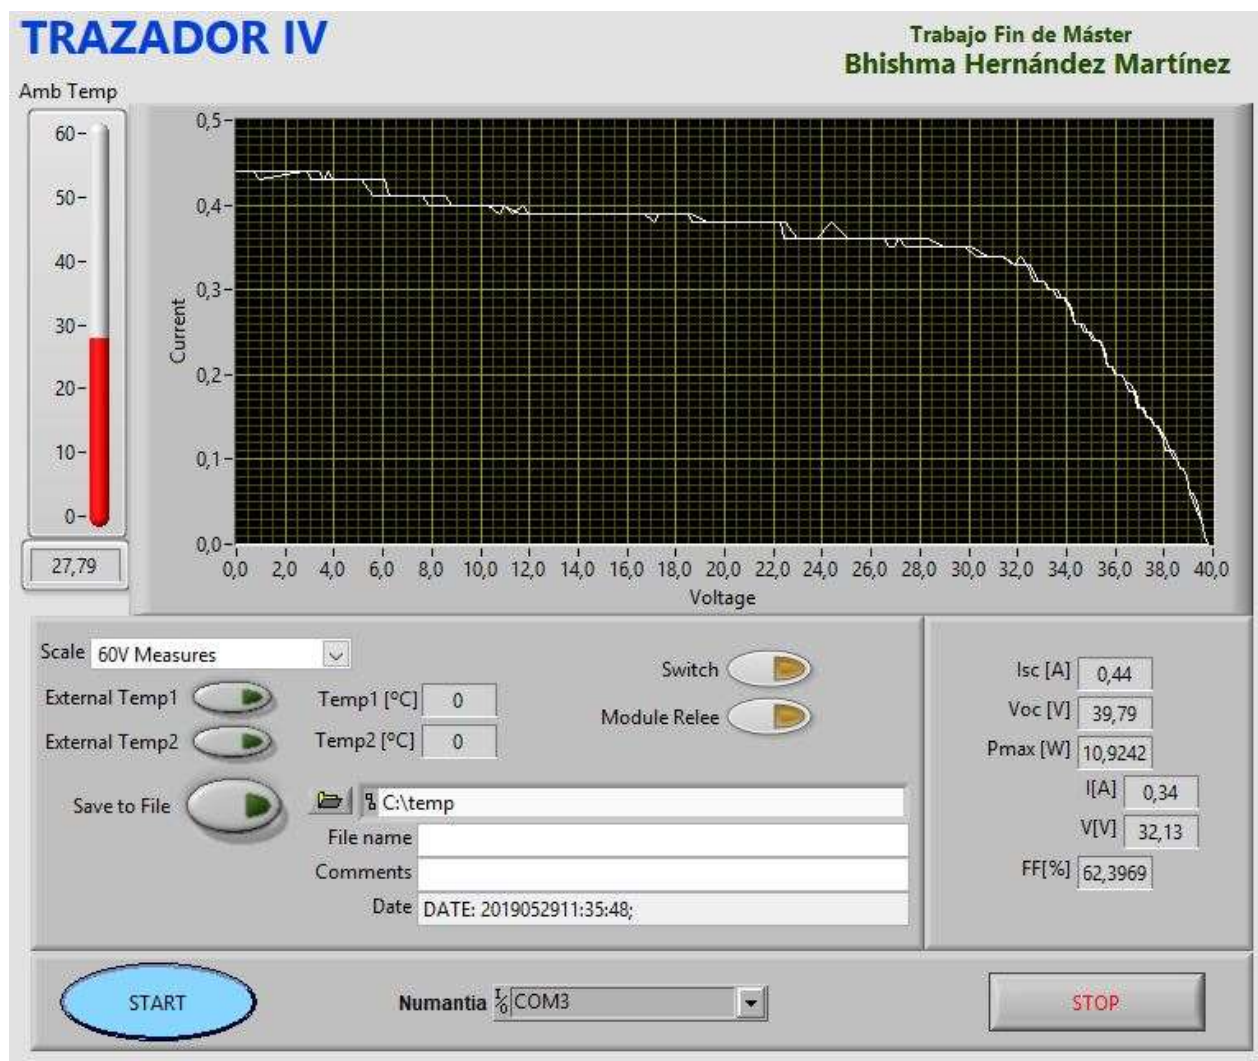 TRAZADOR IV
Trabajo Fin de Máster
Bhishma Hernández Martínez
Amb Temp
60
50
40
30
20
10
0
27,79
Current
0,5
0,4
0,3
0,2
0,1
0,0
0,0 2,0 4,0 6,0 8,0 10,0 12,0 14,0 16,0 18,0 20,0 22,0 24,0 26,0 28,0 30,0 32,0 34,0 36,0 38,0 40,0
Voltage
Scale 60V Measures
External Temp1 Temp1 [ºC] 0
External Temp2 Temp2 [ºC] 0
Switch
Module Relee
Save to File C:\temp
File name
Comments
Date DATE: 2019052911:35:48;
Isc [A] 0,44
Voc [V] 39,79
Pmax [W] 10,9242
I[A] 0,34
V[V] 32,13
FF[%] 62,3969
START
Numantia I/O COM3
STOP